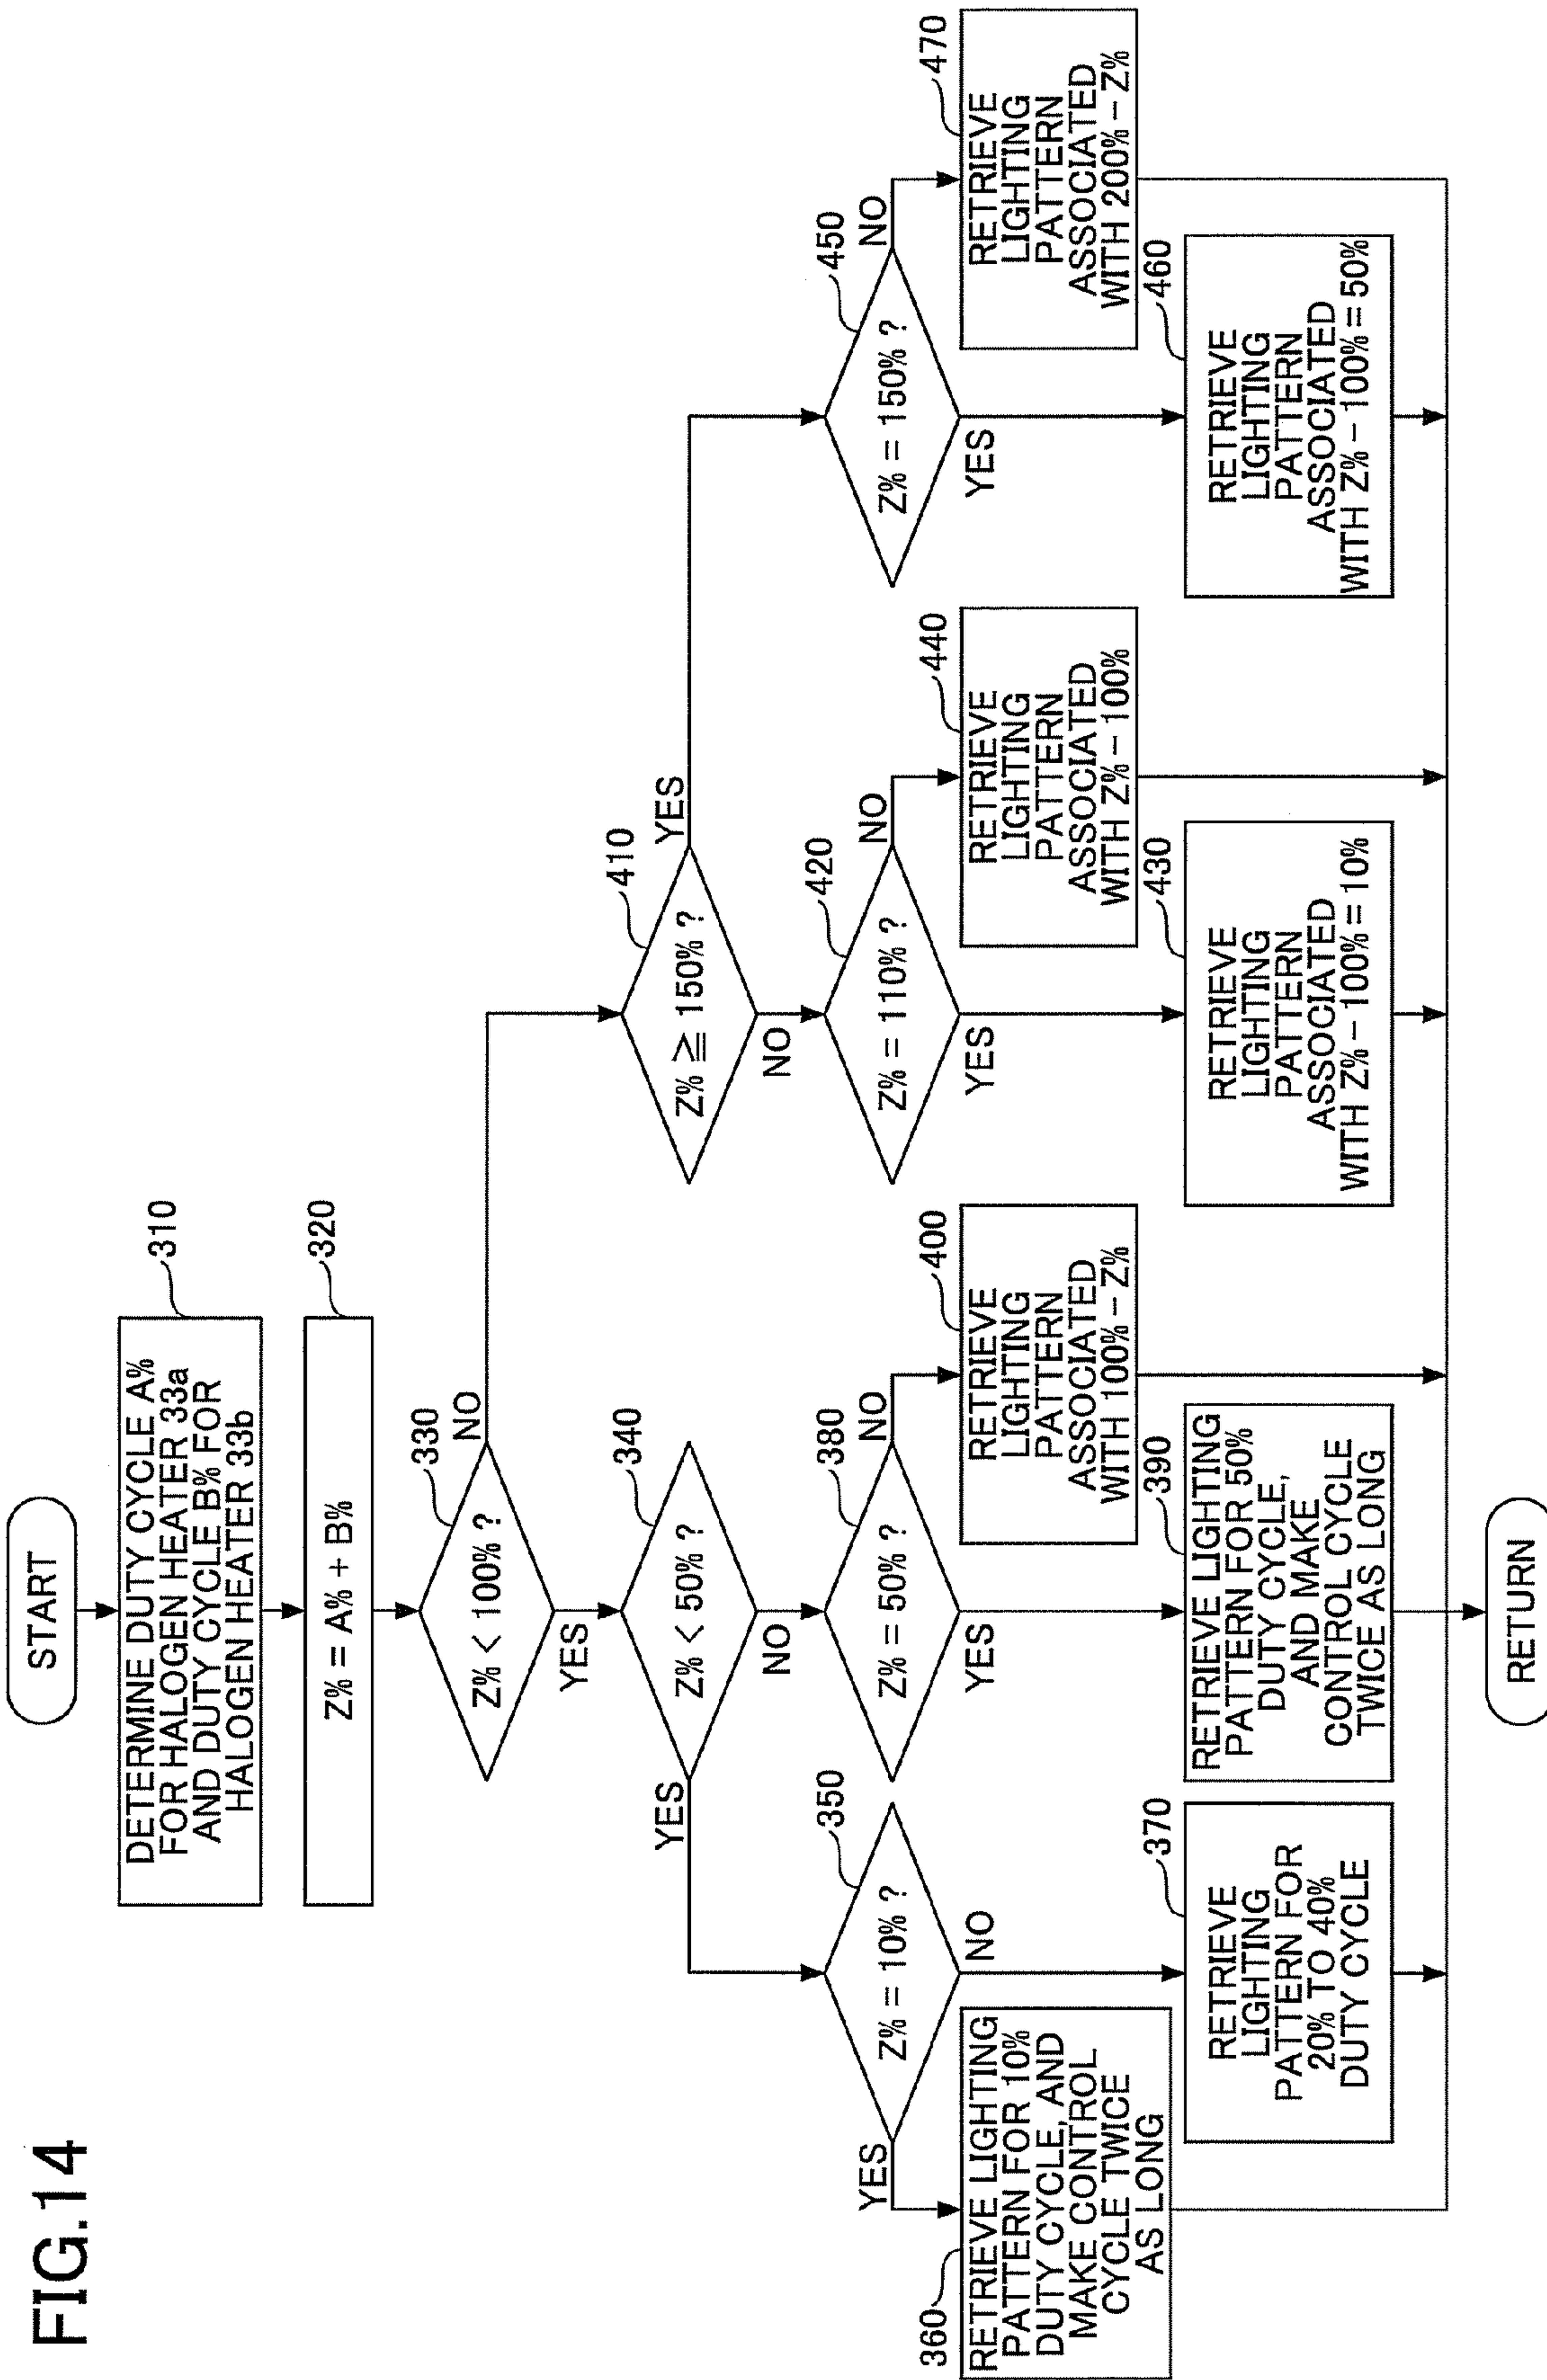 FIG.14
START
310
DETERMINE DUTY CYCLE A%
FOR HALOGEN HEATER 33a
AND DUTY CYCLE B% FOR
HALOGEN HEATER 33b
320
Z% = A% + B%
330
Z% < 100% ?
NO
YES
340
Z% < 50% ?
YES
NO
350
Z% = 10% ?
YES
NO
360
RETRIEVE LIGHTING
PATTERN FOR 10%
DUTY CYCLE, AND
MAKE CONTROL
CYCLE TWICE
AS LONG
370
RETRIEVE
LIGHTING
PATTERN FOR
20% TO 40%
DUTY CYCLE
380
Z% = 50% ?
NO
YES
390
RETRIEVE LIGHTING
PATTERN FOR 50%
DUTY CYCLE,
AND MAKE
CONTROL CYCLE
TWICE AS LONG
400
RETRIEVE
LIGHTING
PATTERN
ASSOCIATED
WITH 100% − Z%
410
Z% ≧ 150% ?
YES
NO
420
Z% = 110% ?
NO
YES
430
RETRIEVE
LIGHTING
PATTERN
ASSOCIATED
WITH Z% − 100% = 10%
440
RETRIEVE
LIGHTING
PATTERN
ASSOCIATED
WITH Z% − 100%
450
Z% = 150% ?
NO
YES
460
RETRIEVE
LIGHTING
PATTERN
ASSOCIATED
WITH Z% − 100% = 50%
470
RETRIEVE
LIGHTING
PATTERN
ASSOCIATED
WITH 200% − Z%
RETURN